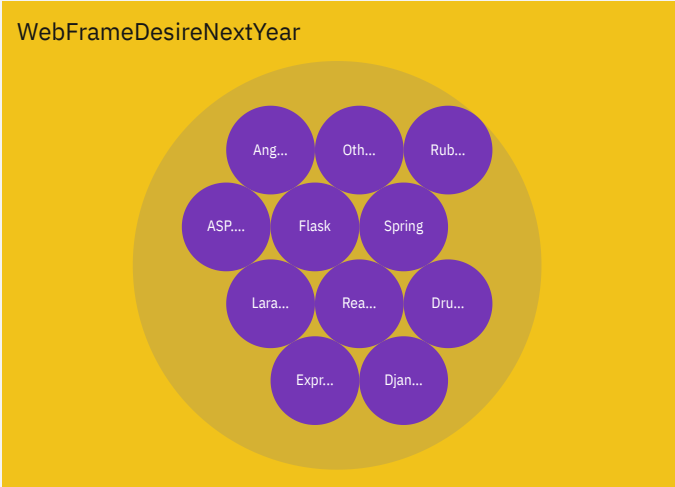 WebFrameDesireNextYear
Ang...
Oth...
Rub...
ASP....
Flask
Spring
Lara...
Rea...
Dru...
Expr...
Djan...